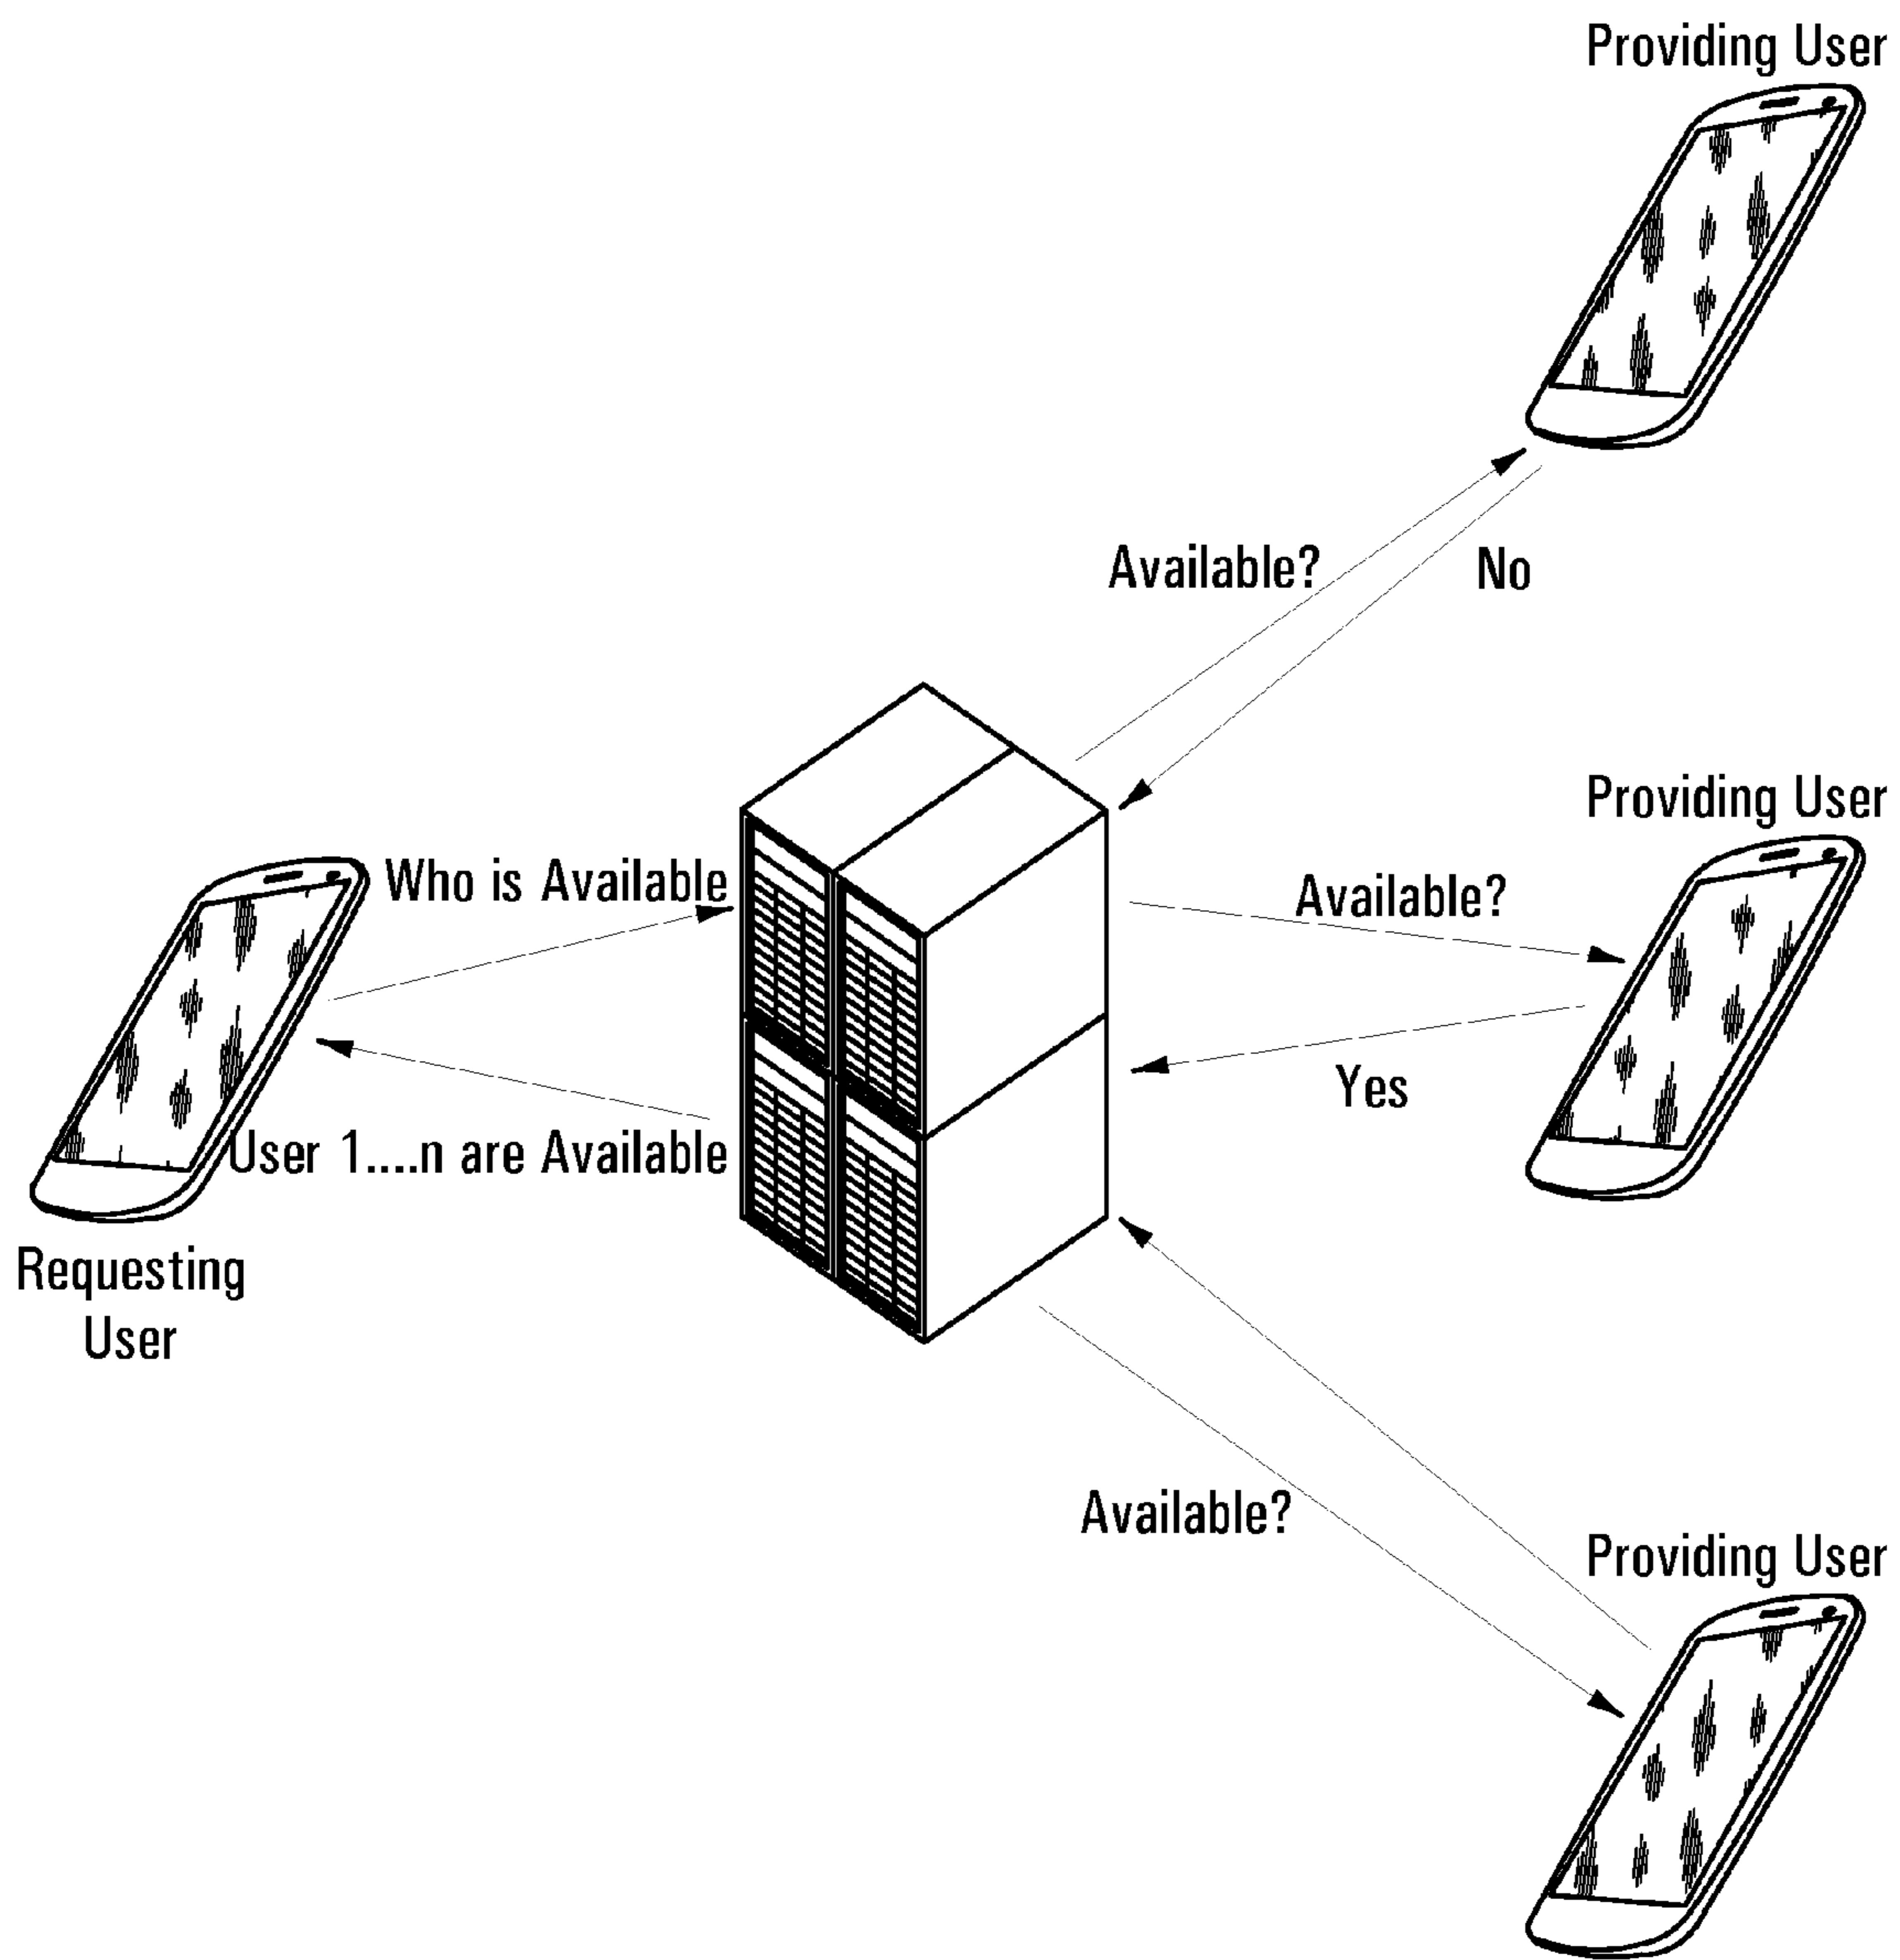 Providing User
Available?
No
Providing User
Who is Available
Available?
Yes
User 1....n are Available
Requesting
User
Available?
Providing User